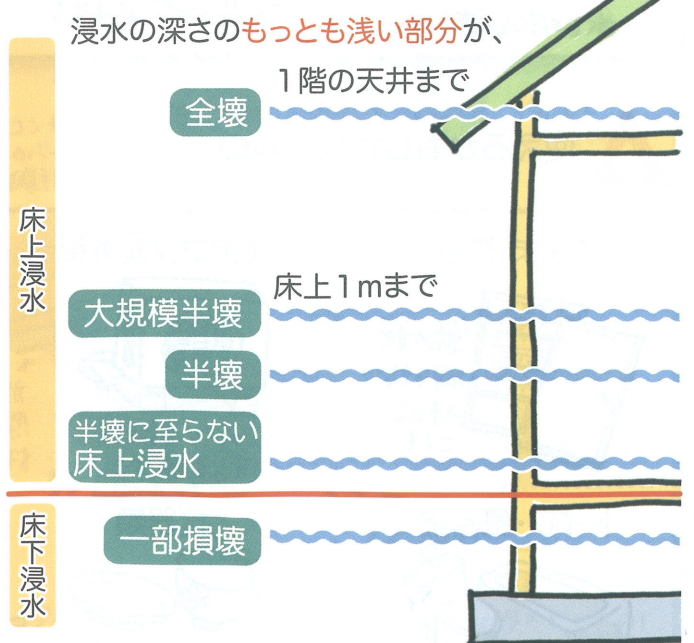 浸水の深さのもっとも浅い部分が、
1階の天井まで
全壊
床上浸水
床上1mまで
大規模半壊
半壊
半壊に至らない
床上浸水
床下浸水
一部損壊